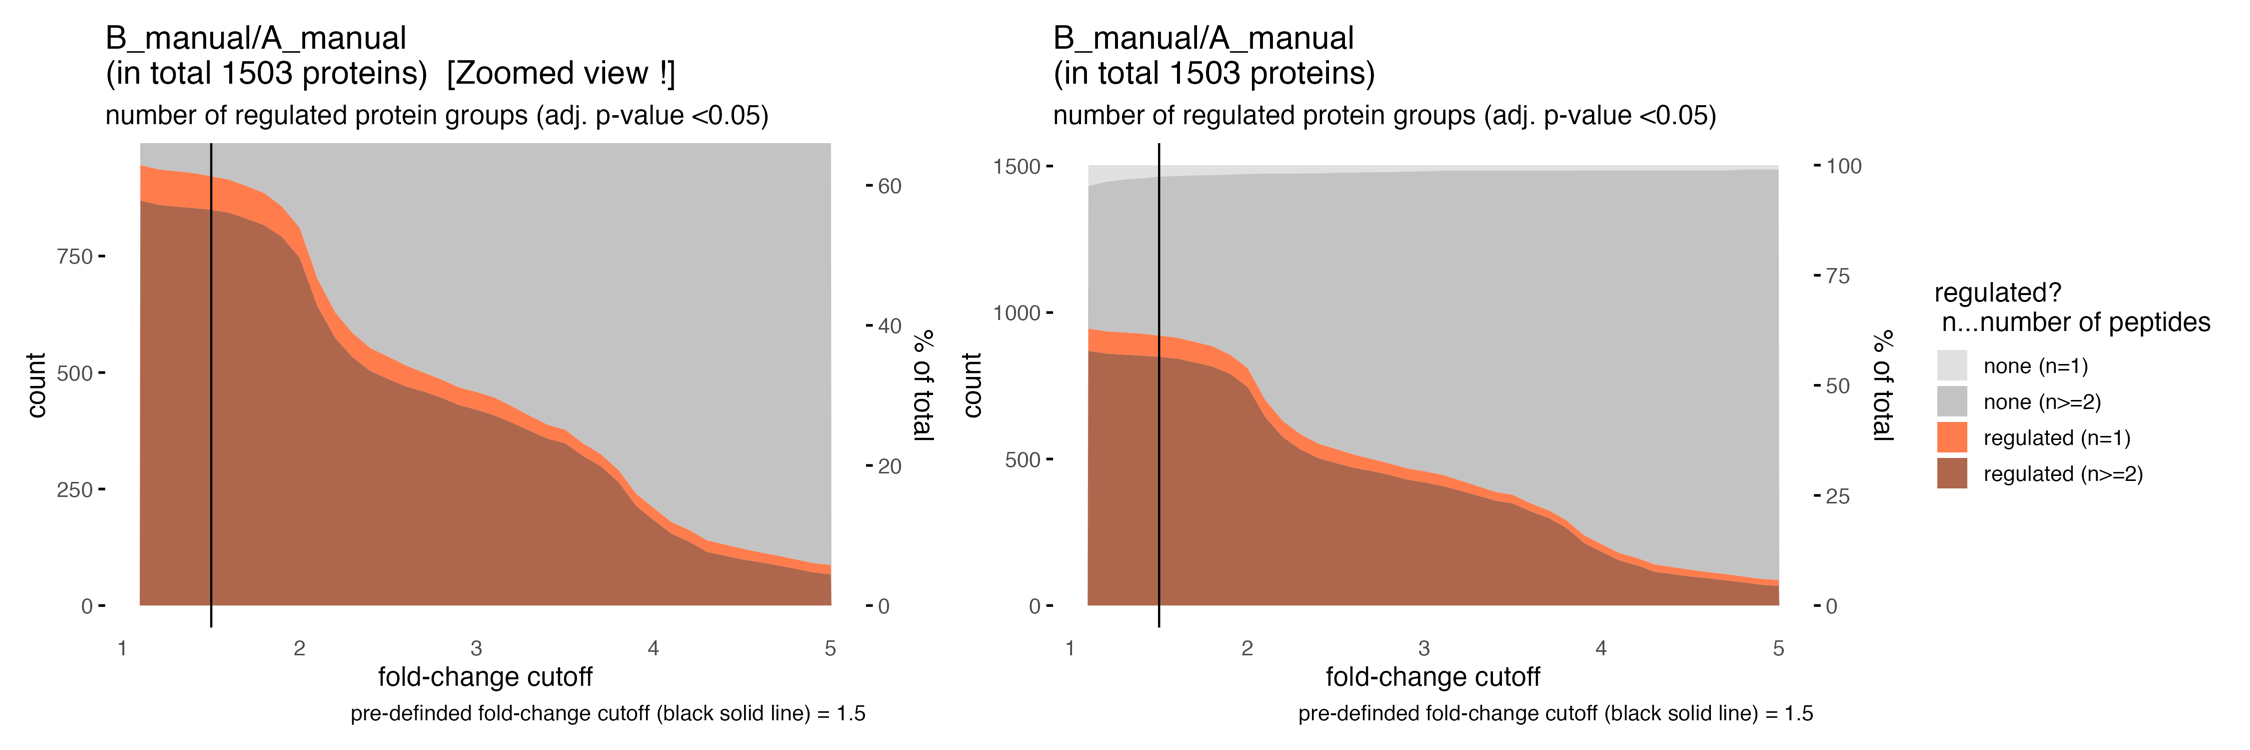 B_manual/A_manual
(in total 1503 proteins)  [Zoomed view !]
number of regulated protein groups (adj. p-value <0.05)
750
500
250
0
count
60
40
20
0
% of total
1 2 3 4 5
fold-change cutoff
pre-definded fold-change cutoff (black solid line) = 1.5
B_manual/A_manual
(in total 1503 proteins)
number of regulated protein groups (adj. p-value <0.05)
1500
1000
500
0
count
100
75
50
25
0
% of total
1 2 3 4 5
fold-change cutoff
pre-definded fold-change cutoff (black solid line) = 1.5
regulated?
n...number of peptides
none (n=1)
none (n>=2)
regulated (n=1)
regulated (n>=2)